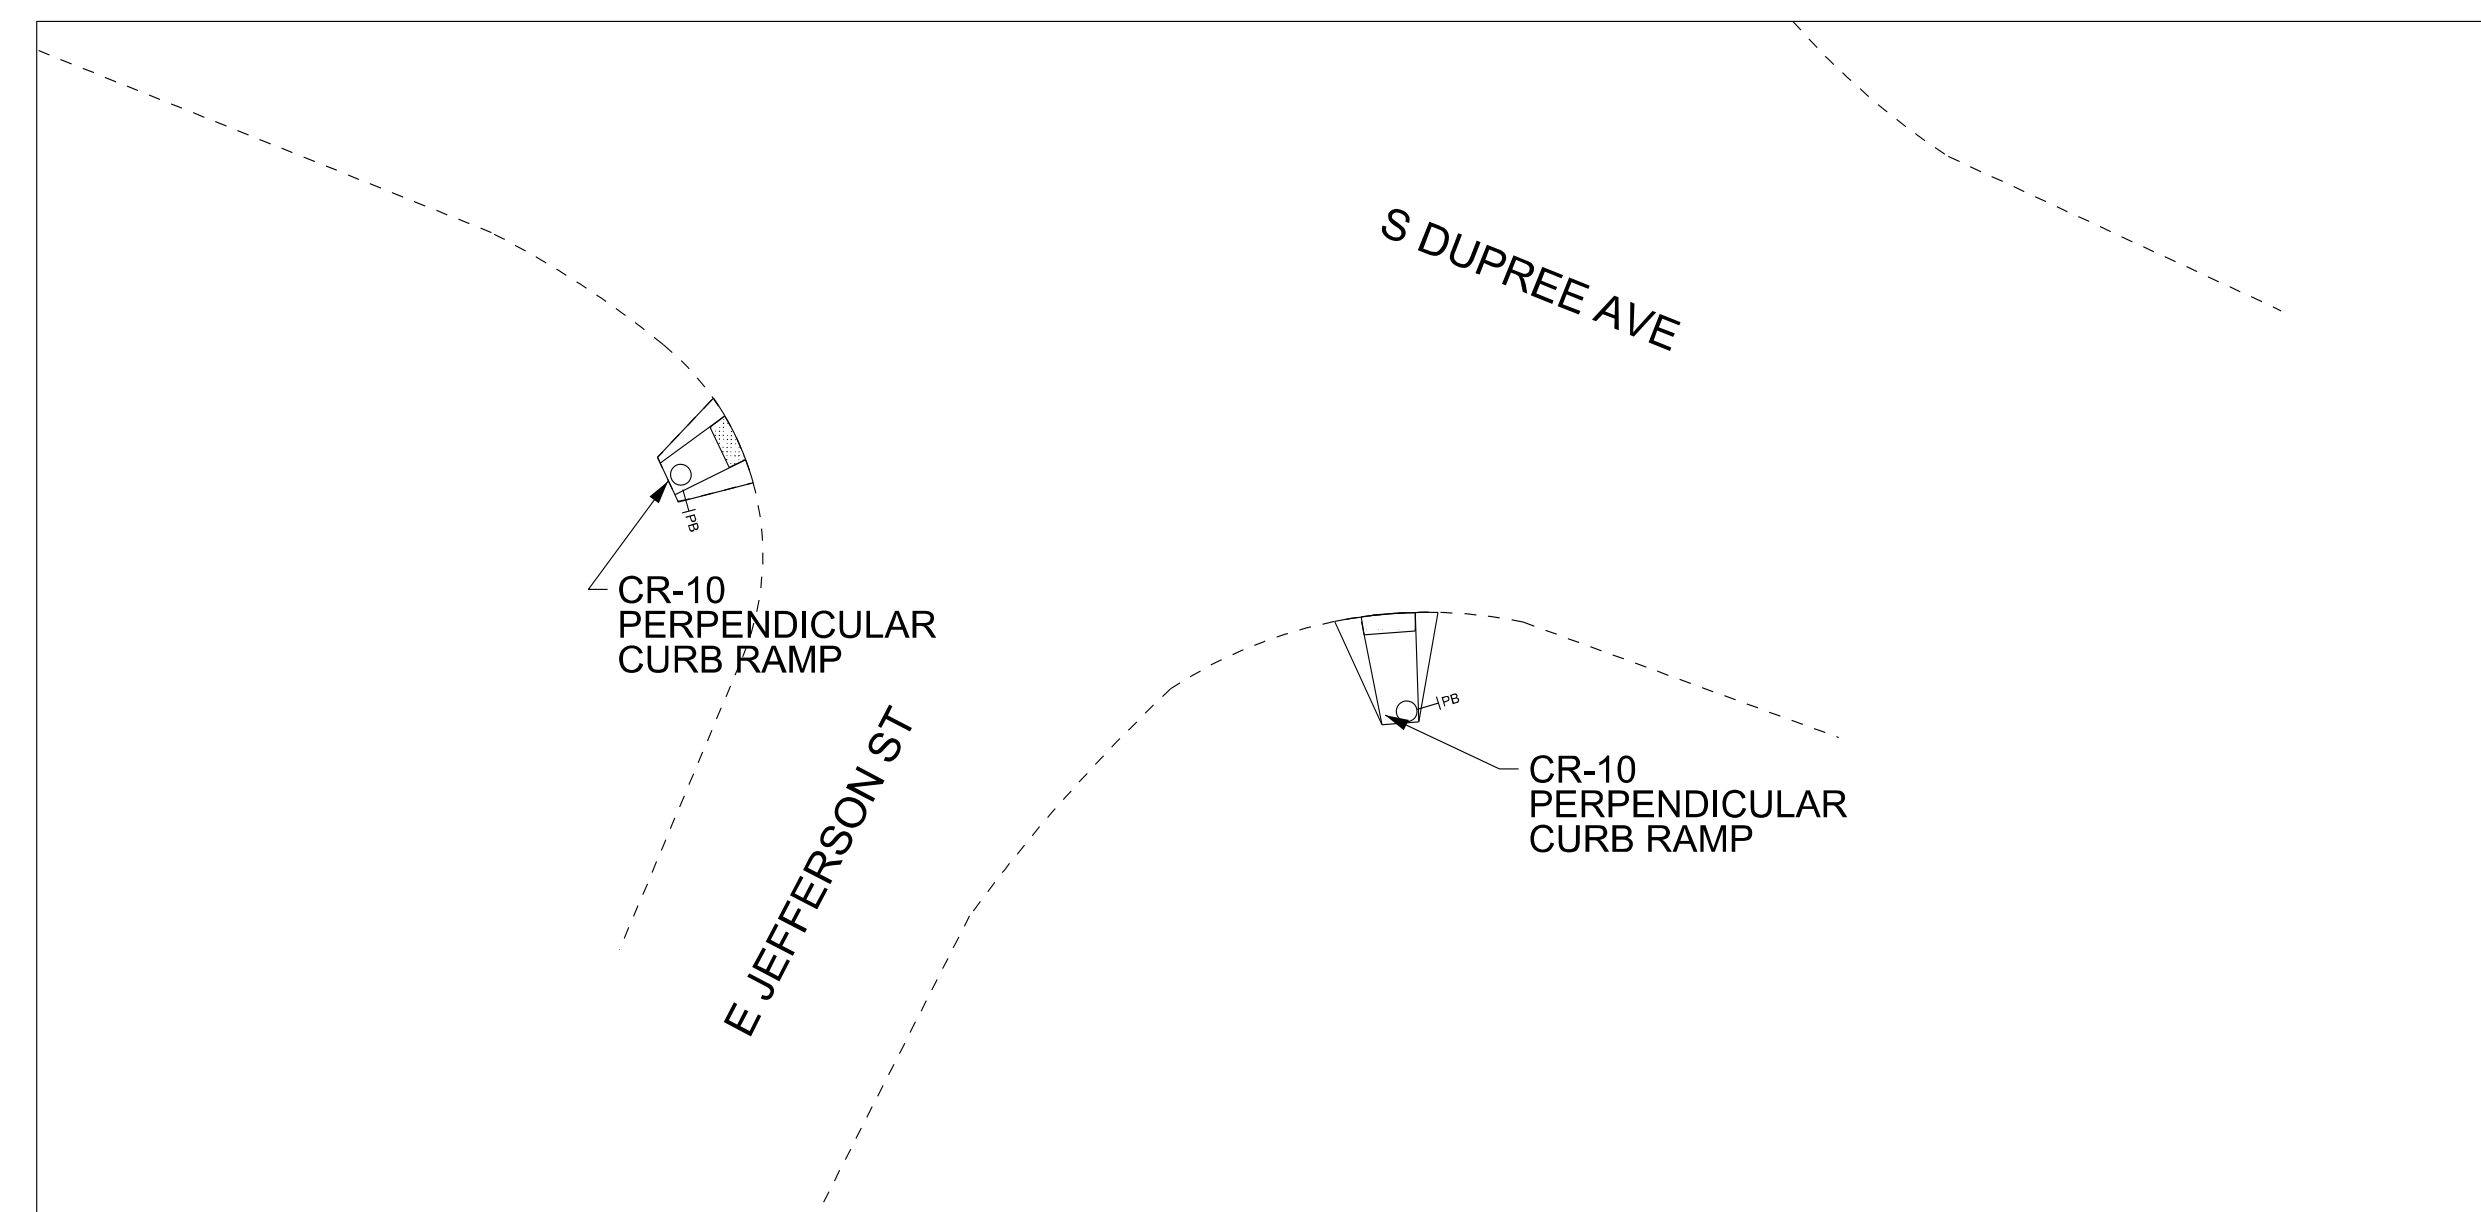 S DUPREE AVE
PB
CR-10
PERPENDICULAR
CURB RAMP
PB
CR-10
PERPENDICULAR
CURB RAMP
E JEFFERSON ST